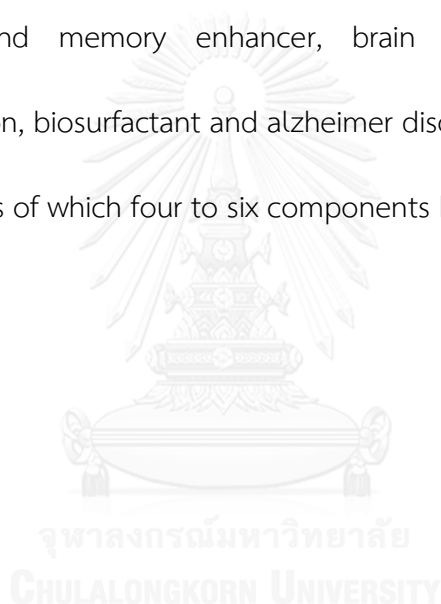 nd memory enhancer, brain
on, biosurfactant and alzheimer
s of which four to six components
จุฬาลงกรณ์มหาวิทยาลัย
CHULALONGKORN UNIVERSITY